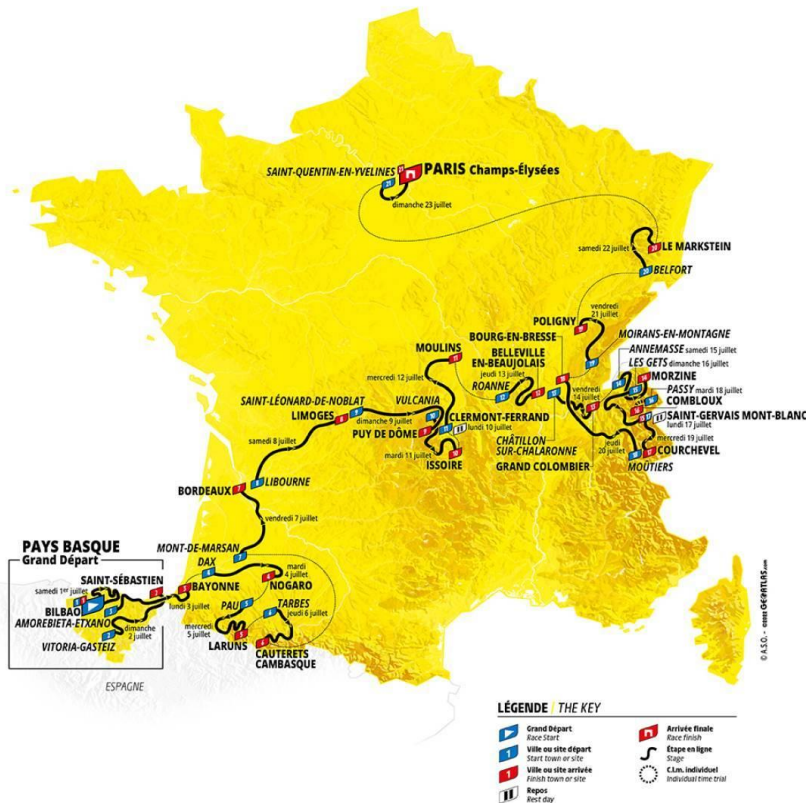 SAINT-QUENTIN-EN-YVELINES
PARIS Champs-Élysées
dimanche 23 juillet
samedi 22 juillet
LE MARKSTEIN
BELFORT
vendredi
21 juillet
POLIGNY
MOIRANS-EN-MONTAGNE
BOURG-EN-BRESSE
ANNEMASSE samedi 15 juillet
MOULINS
BELLEVILLE
EN-BEAUJOLAIS
LES GETS dimanche 16 juillet
jeudi 13 juillet
MORZINE
mercredi 12 juillet
ROANNE
vendredi
14 juillet
PASSY mardi 18 juillet
COMBLOUX
SAINT-LÉONARD-DE-NOBLAT
VULCANIA
LIMOGES
dimanche 9 juillet
CLERMONT-FERRAND
lundi 10 juillet
SAINT-GERVAIS MONT-BLANC
lundi 17 juillet
PUY DE DÔME
CHÂTILLON
SUR-CHALARONNE
mercredi 19 juillet
samedi 8 juillet
mardi 11 juillet
ISSOIRE
GRAND COLOMBIER
jeudi
20 juillet
COURCHEVEL
MOÛTIERS
BORDEAUX
LIBOURNE
vendredi 7 juillet
PAYS BASQUE
Grand Départ
MONT-DE-MARSAN
DAX
mardi
4 juillet
SAINT-SÉBASTIEN
samedi 1er juillet
BAYONNE
NOGARO
lundi 3 juillet
BILBAO
PAU
TARBES
jeudi 6 juillet
AMOREBIETA-ETXANO
dimanche
2 juillet
mercredi
5 juillet
VITORIA-GASTEIZ
LARUNS
CAUTERETS
CAMBASQUE
ESPAGNE
© A.S.O. - ©2022 GEOATLAS.com
LÉGENDE / THE KEY
Grand Départ
Race Start
Arrivée finale
Race finish
1
Ville ou site départ
Start town or site
Étape en ligne
Stage
1
Ville ou site arrivée
Finish town or site
C.l.m. individuel
Individual time trial
Repos
Rest day